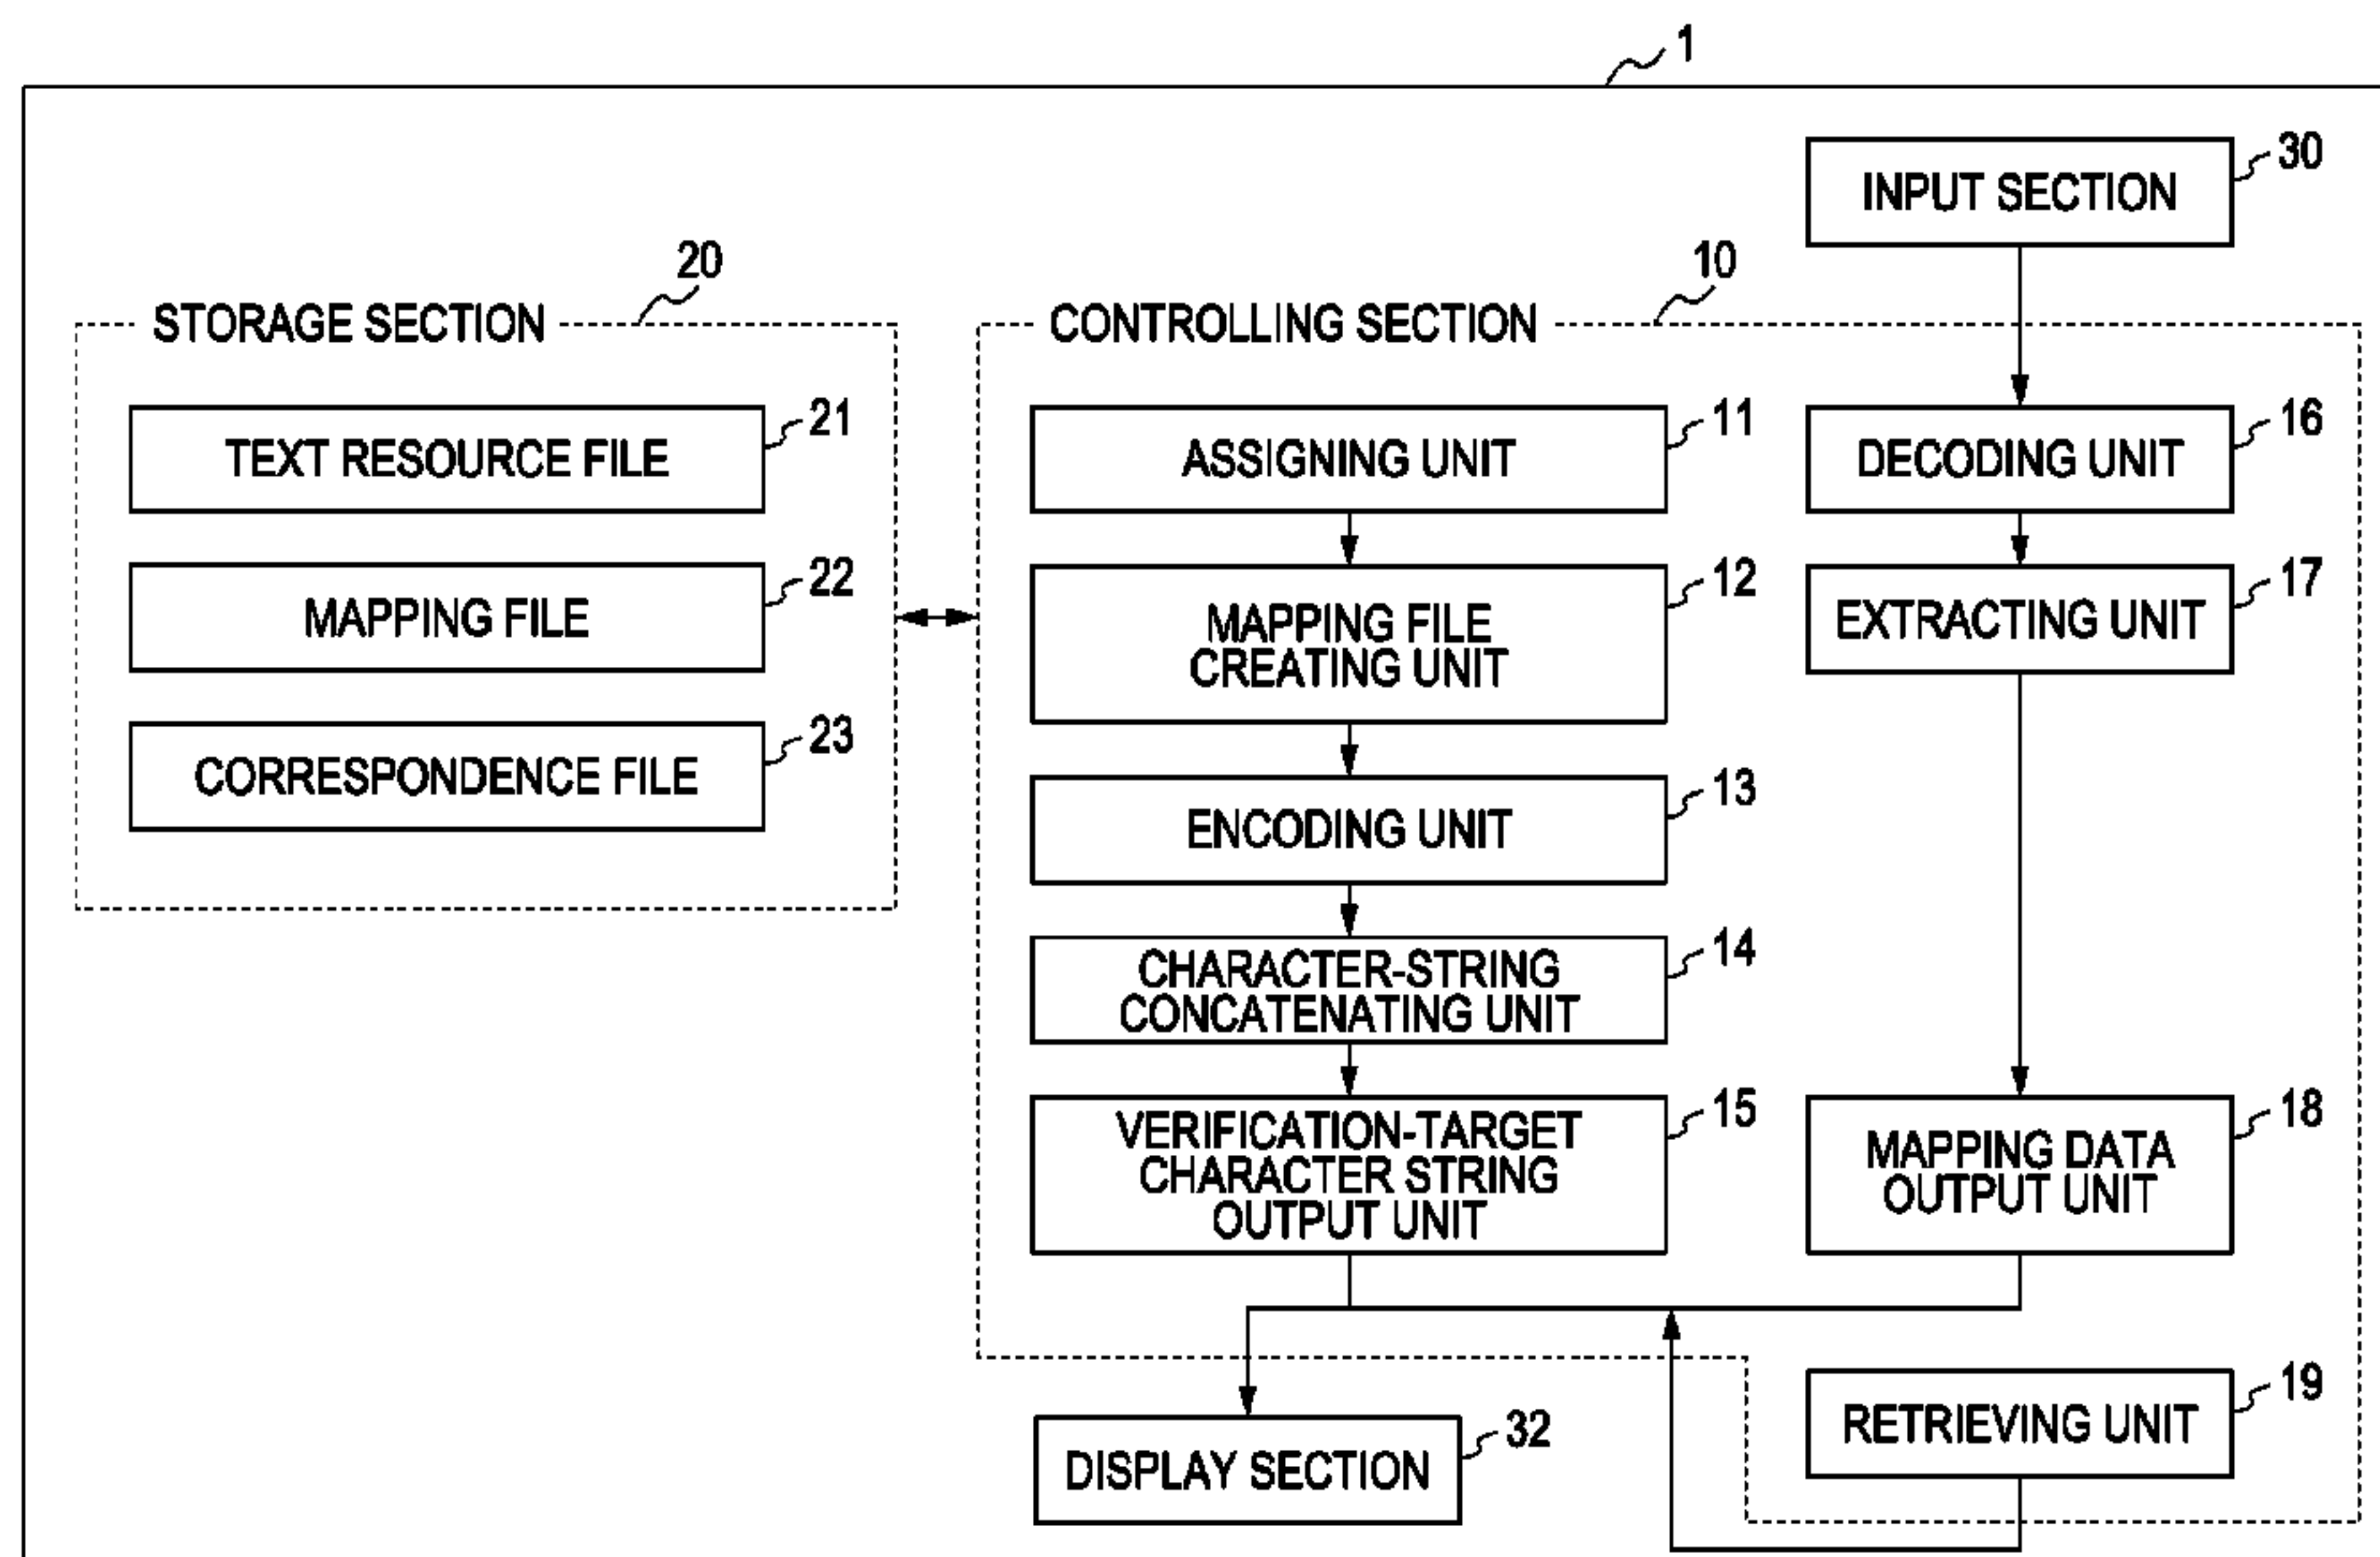 1
INPUT SECTION
30
20
10
STORAGE SECTION
CONTROLLING SECTION
TEXT RESOURCE FILE
21
MAPPING FILE
22
CORRESPONDENCE FILE
23
ASSIGNING UNIT
11
MAPPING FILE
CREATING UNIT
12
ENCODING UNIT
13
CHARACTER-STRING
CONCATENATING UNIT
14
VERIFICATION-TARGET
CHARACTER STRING
OUTPUT UNIT
15
DECODING UNIT
16
EXTRACTING UNIT
17
MAPPING DATA
OUTPUT UNIT
18
RETRIEVING UNIT
19
DISPLAY SECTION
32